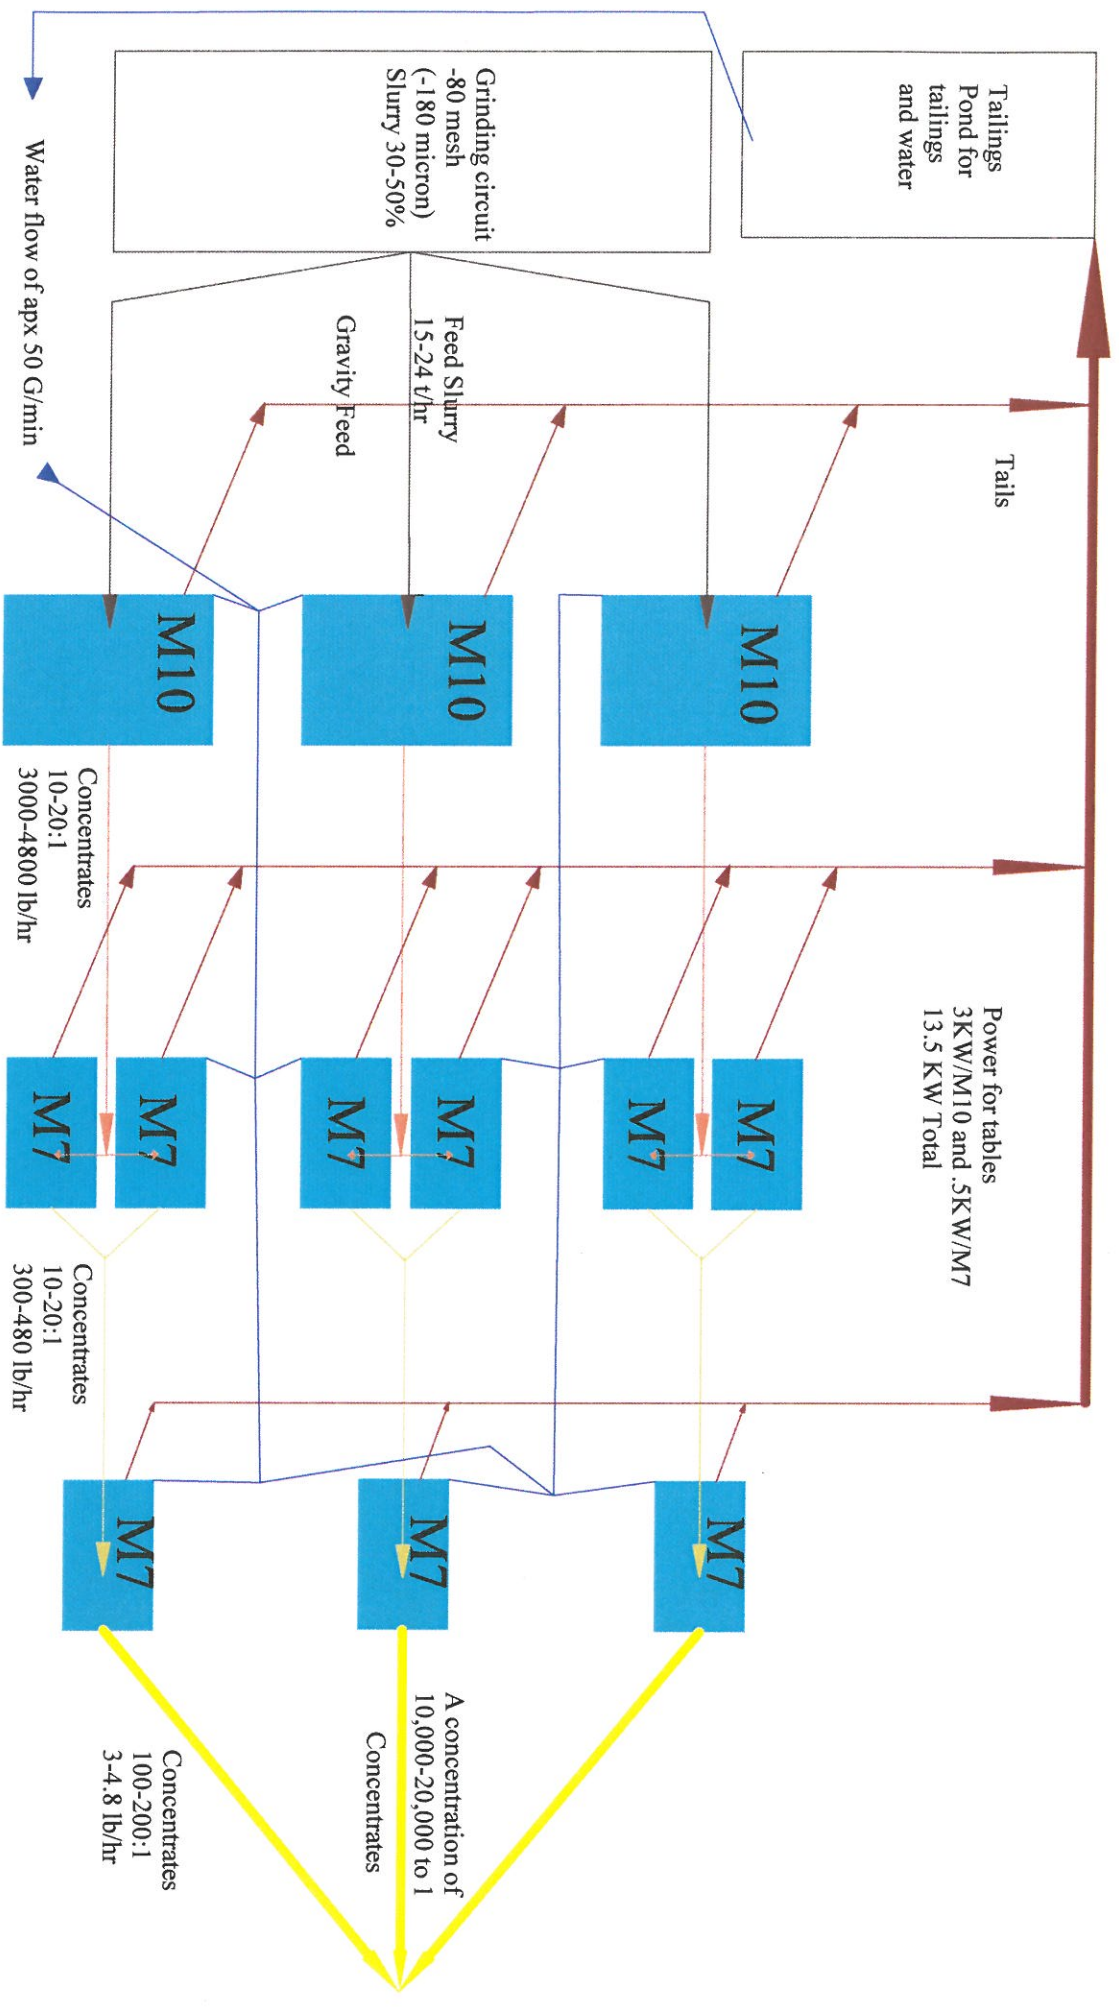 Tailings
Pond for
tailings
and water
Grinding circuit
-80 mesh
(-180 micron)
Slurry 30-50%
Water flow of apx 50 G/min
Feed Slurry
15-24 t/hr
Gravity Feed
Tails
M10
M10
M10
Concentrates
10-20:1
3000-4800 lb/hr
Power for tables
3KW/M10 and .5KW/M7
13.5 KW Total
M7
M7
M7
M7
M7
M7
Concentrates
10-20:1
300-480 lb/hr
M7
M7
M7
A concentration of
10,000-20,000 to 1
Concentrates
Concentrates
100-200:1
3-4.8 lb/hr